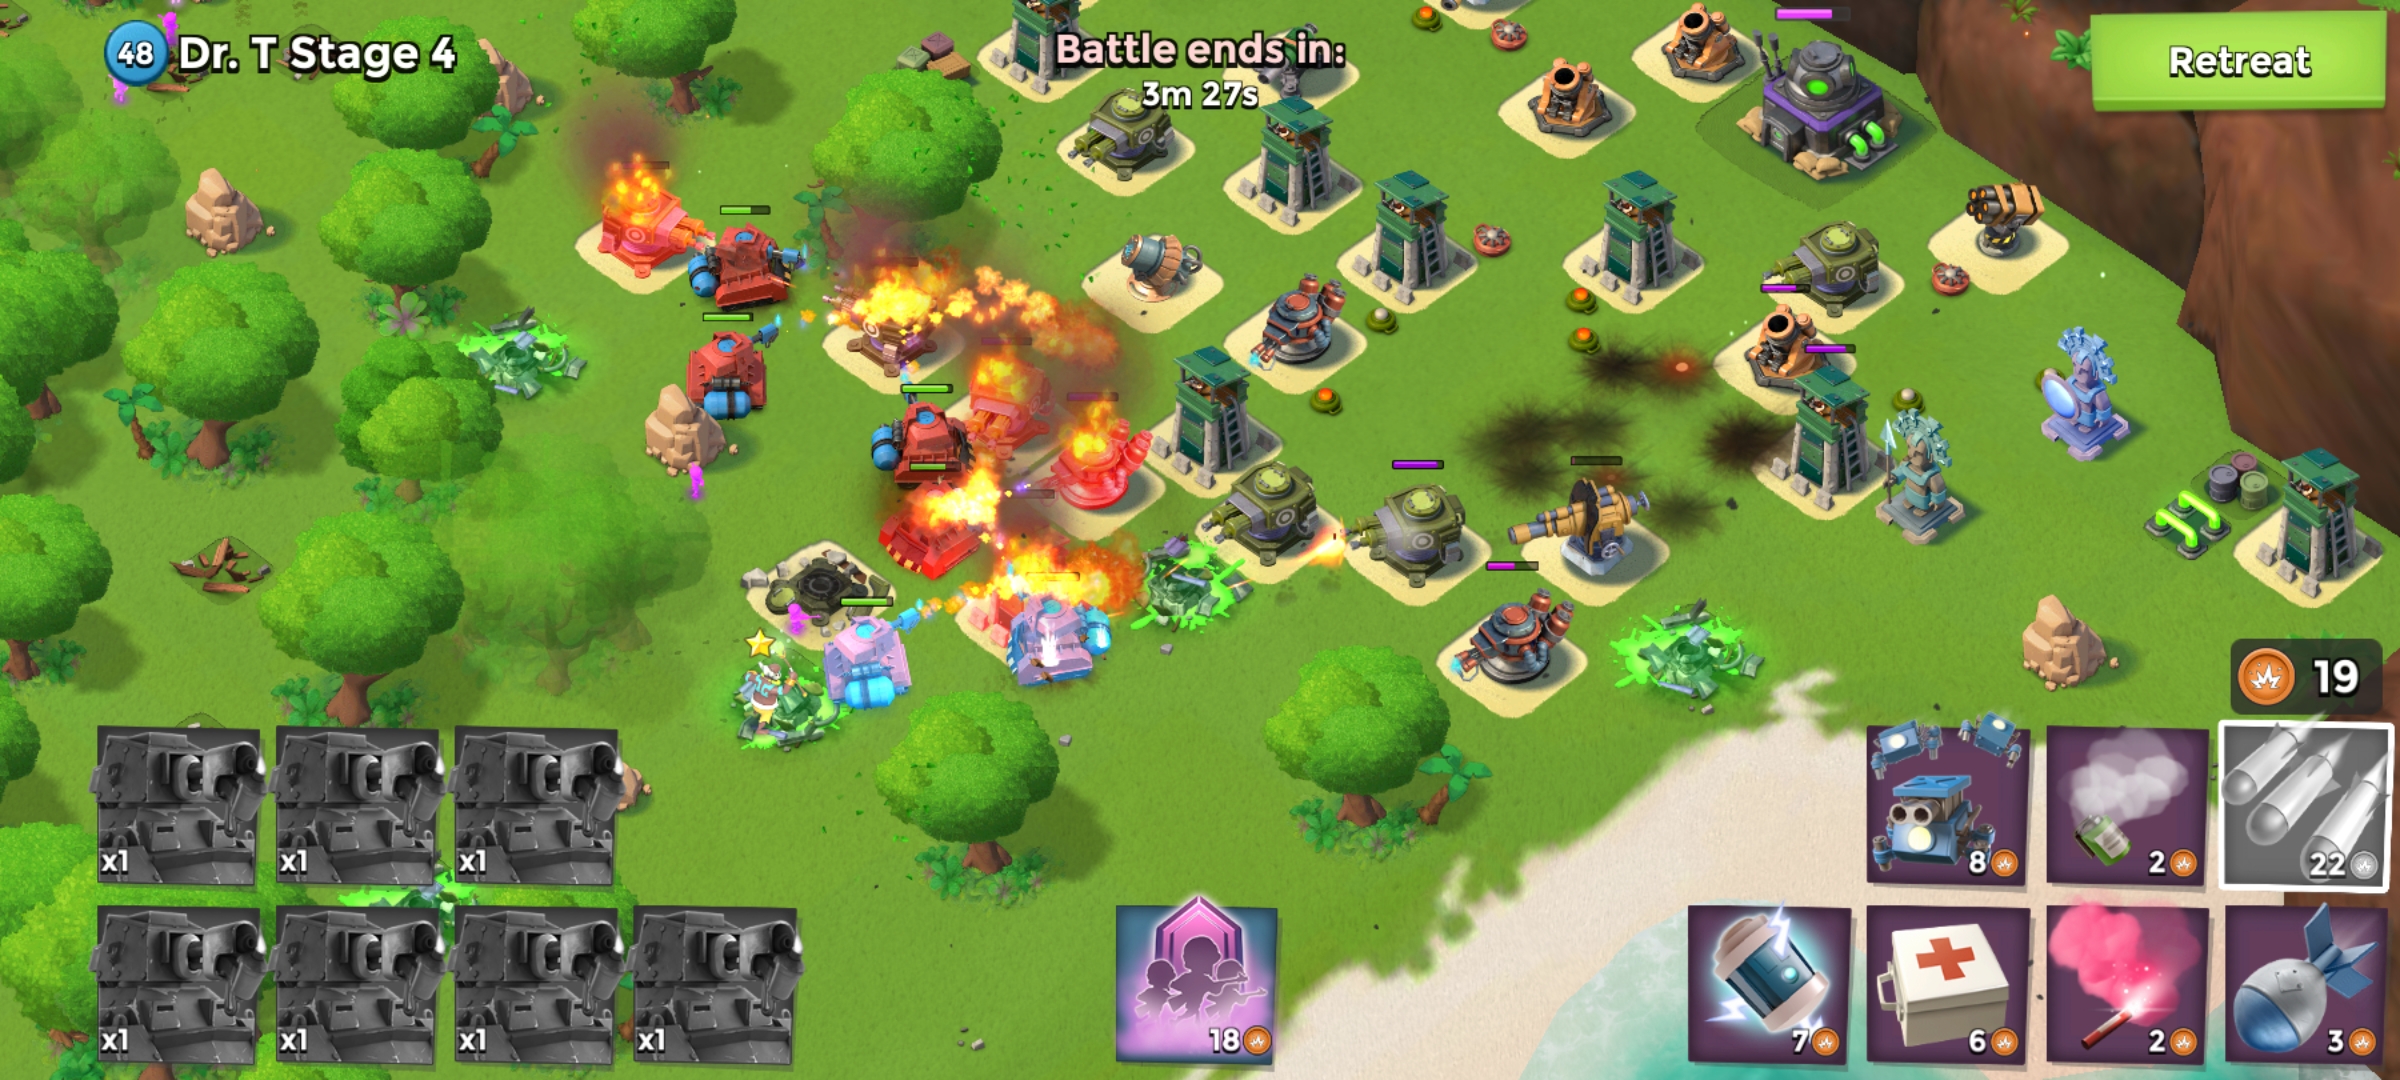 48 Dr. T Stage 4
Battle ends in:
3m 27s
Retreat
19
x1 x1 x1
8 2 22
x1 x1 x1 x1
18
7 6 2 3